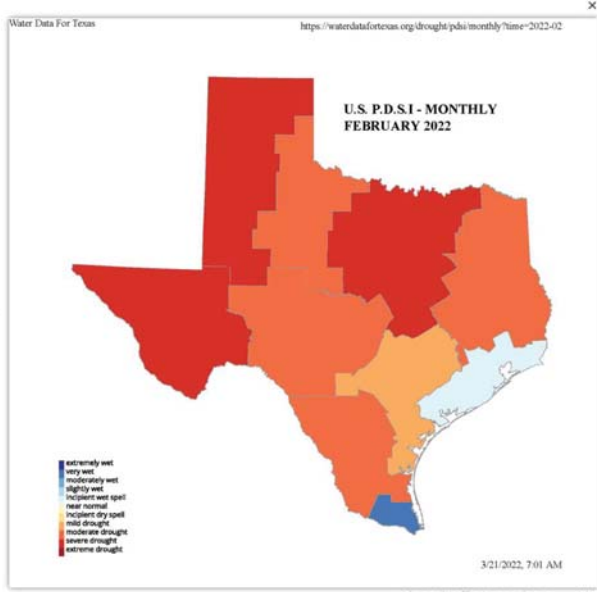 Water Data For Texas
https://waterdatafortexas.org/drought/pdsi/monthly?time=2022-02
U.S. P.D.S.I - MONTHLY
FEBRUARY 2022
extremely wet
very wet
moderately wet
slightly wet
incipient wet spell
near normal
incipient dry spell
mild drought
moderate drought
severe drought
extreme drought
3/21/2022, 7:01 AM